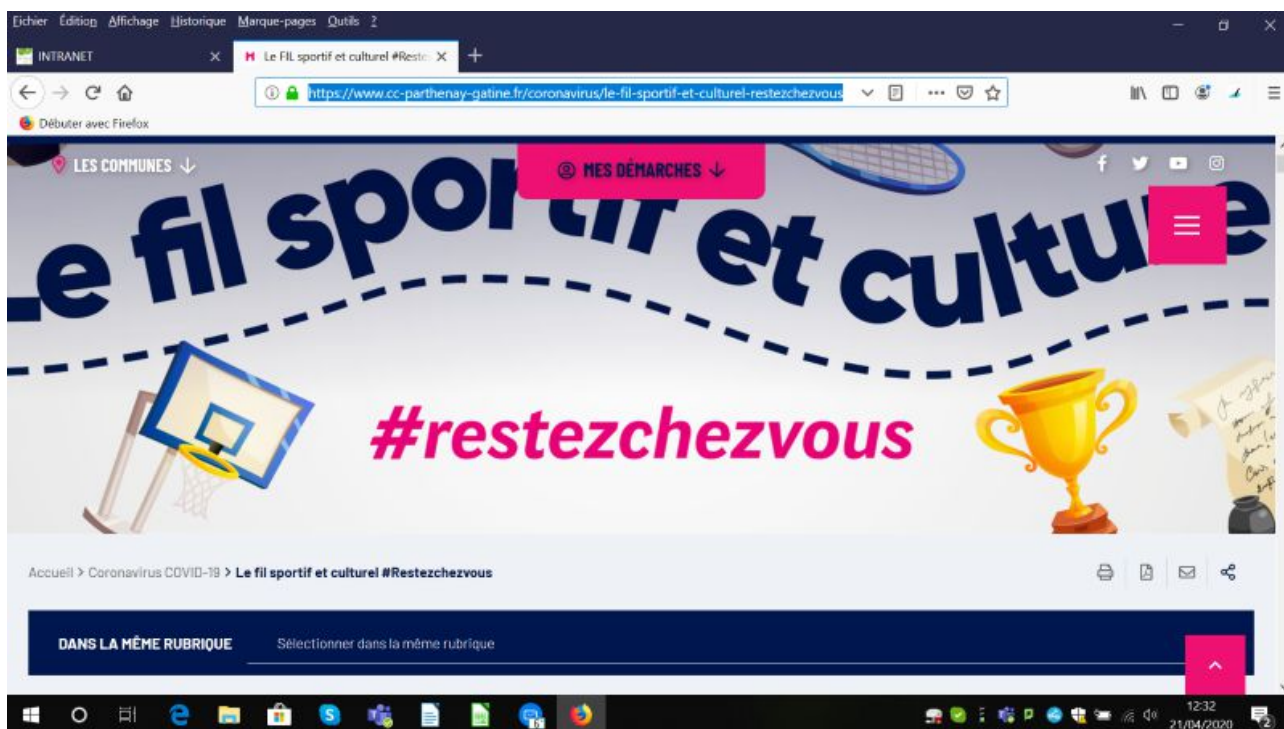 Fichier Édition Affichage Historique Marque-pages Outils ?
INTRANET
Le FIL sportif et culturel #Reste
https://www.cc-parthenay-gatine.fr/coronavirus/le-fil-sportif-et-culturel-restezchezvous
Débuter avec Firefox
LES COMMUNES
MES DÉMARCHES
Le fil sportif et culture
#restezchezvous
Accueil > Coronavirus COVID-19 > Le fil sportif et culturel #Restezchezvous
DANS LA MÊME RUBRIQUE
Sélectionner dans la même rubrique
12:32
21/04/2020